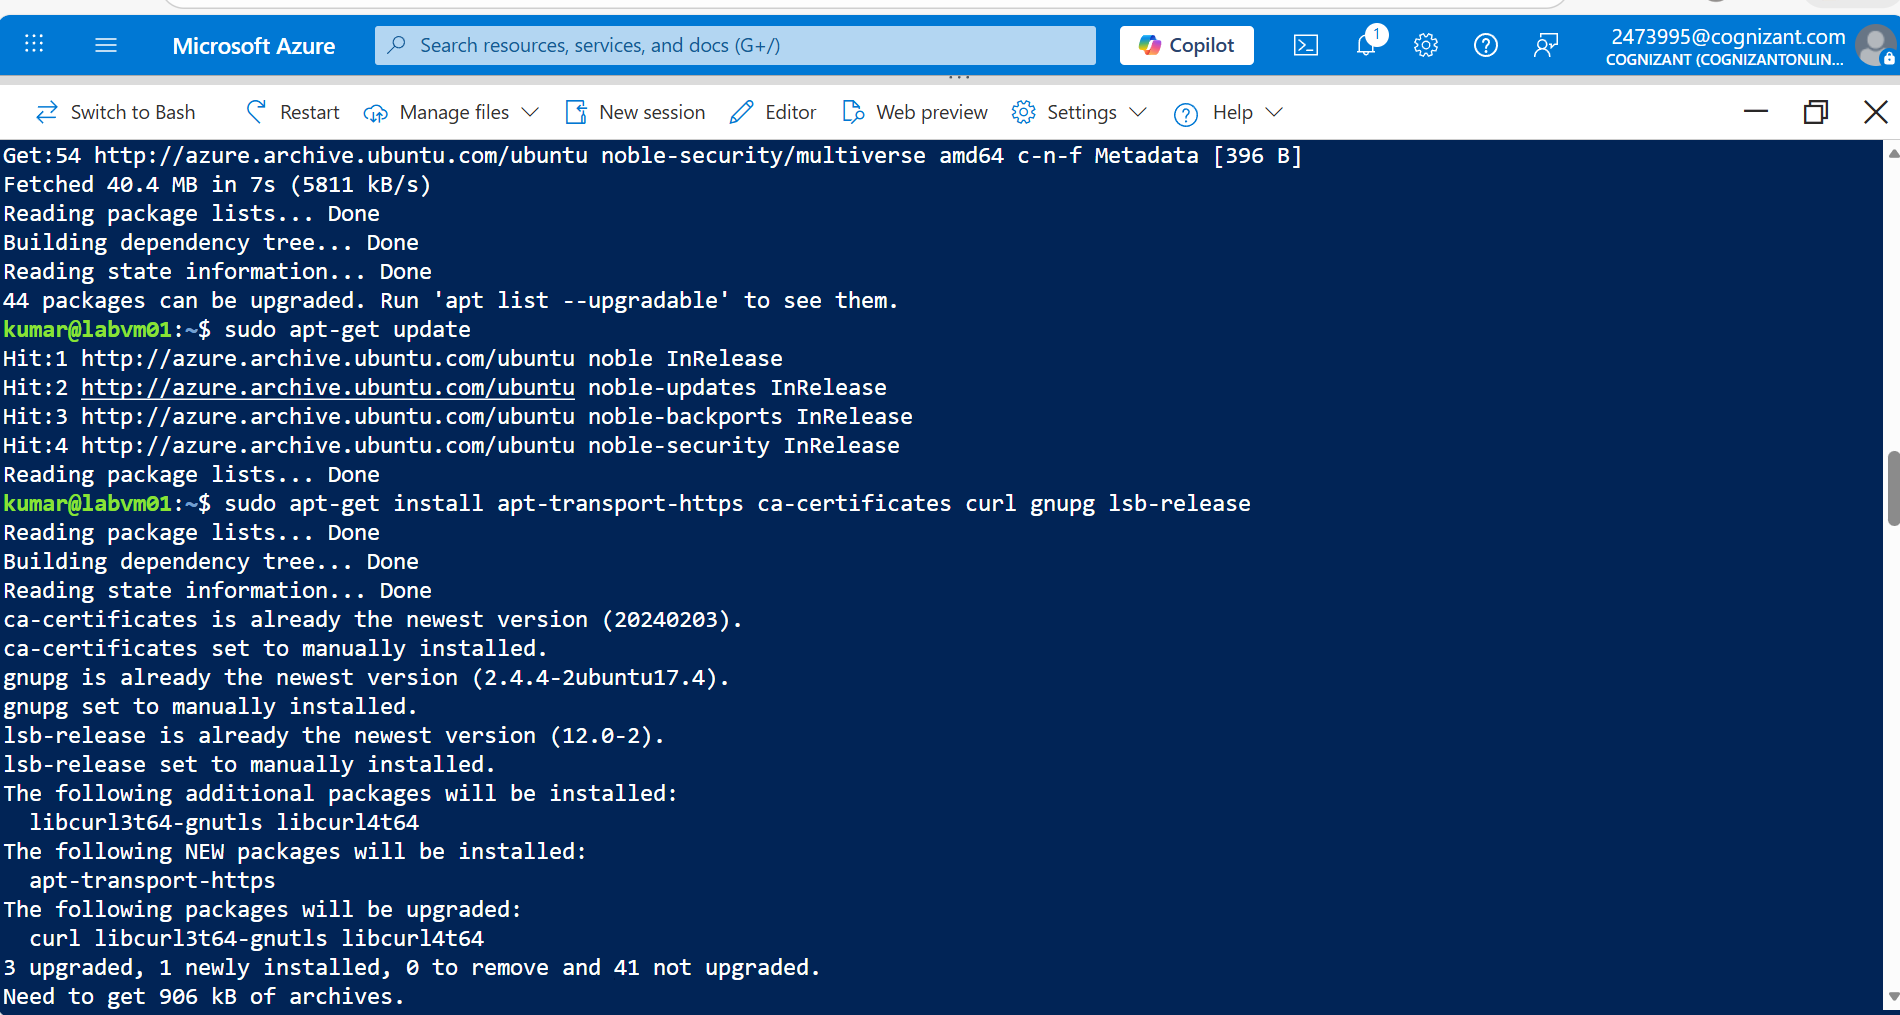 Microsoft Azure
Search resources, services, and docs (G+/)
Copilot
1
2473995@cognizant.com
COGNIZANT (COGNIZANTONLIN...
Switch to Bash
Restart
Manage files
New session
Editor
Web preview
Settings
Help
Get:54 http://azure.archive.ubuntu.com/ubuntu noble-security/multiverse amd64 c-n-f Metadata [396 B]
Fetched 40.4 MB in 7s (5811 kB/s)
Reading package lists... Done
Building dependency tree... Done
Reading state information... Done
44 packages can be upgraded. Run 'apt list --upgradable' to see them.
kumar@labvm01:~$ sudo apt-get update
Hit:1 http://azure.archive.ubuntu.com/ubuntu noble InRelease
Hit:2 http://azure.archive.ubuntu.com/ubuntu noble-updates InRelease
Hit:3 http://azure.archive.ubuntu.com/ubuntu noble-backports InRelease
Hit:4 http://azure.archive.ubuntu.com/ubuntu noble-security InRelease
Reading package lists... Done
kumar@labvm01:~$ sudo apt-get install apt-transport-https ca-certificates curl gnupg lsb-release
Reading package lists... Done
Building dependency tree... Done
Reading state information... Done
ca-certificates is already the newest version (20240203).
ca-certificates set to manually installed.
gnupg is already the newest version (2.4.4-2ubuntu17.4).
gnupg set to manually installed.
lsb-release is already the newest version (12.0-2).
lsb-release set to manually installed.
The following additional packages will be installed:
  libcurl3t64-gnutls libcurl4t64
The following NEW packages will be installed:
  apt-transport-https
The following packages will be upgraded:
  curl libcurl3t64-gnutls libcurl4t64
3 upgraded, 1 newly installed, 0 to remove and 41 not upgraded.
Need to get 906 kB of archives.